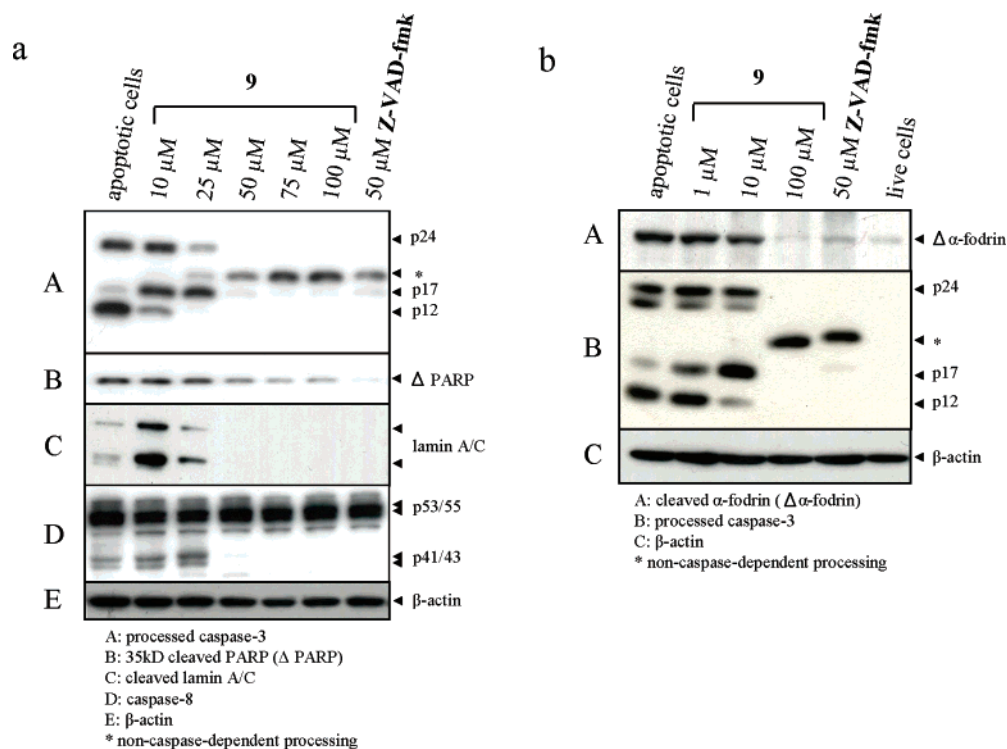 a
9
apoptotic cells
10 µM
25 µM
50 µM
75 µM
100 µM
50 µM Z-VAD-fmk
A
p24
*
p17
p12
B
Δ PARP
C
lamin A/C
D
p53/55
p41/43
E
β-actin
A: processed caspase-3
B: 35kD cleaved PARP (Δ PARP)
C: cleaved lamin A/C
D: caspase-8
E: β-actin
* non-caspase-dependent processing
b
9
apoptotic cells
1 µM
10 µM
100 µM
50 µM Z-VAD-fmk
live cells
A
Δ α-fodrin
B
p24
*
p17
p12
C
β-actin
A: cleaved α-fodrin (Δ α-fodrin)
B: processed caspase-3
C: β-actin
* non-caspase-dependent processing